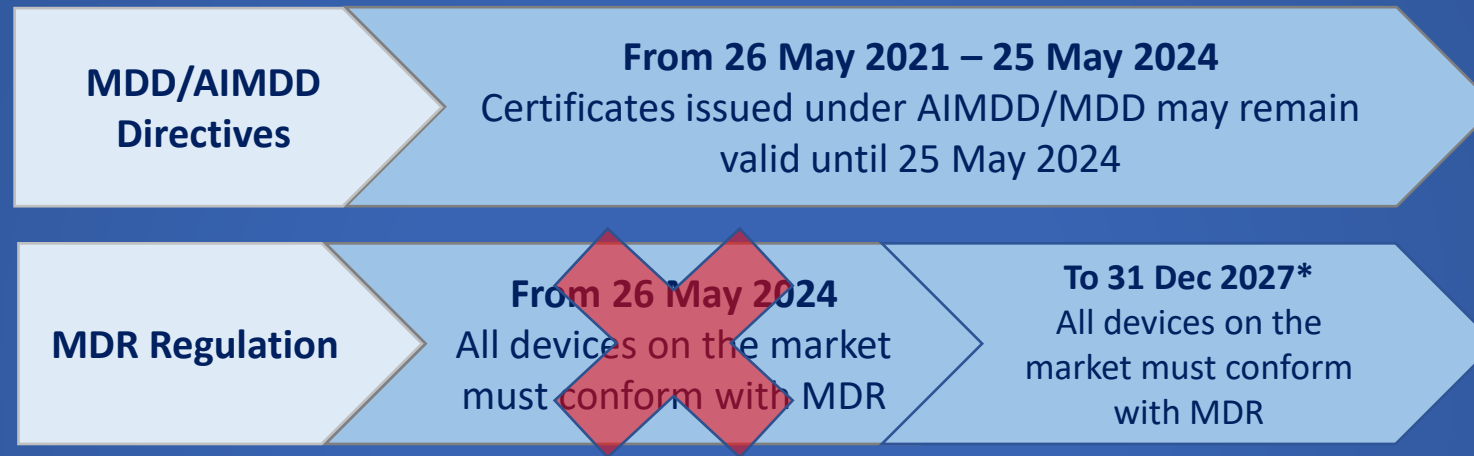 MDD/AIMDD
Directives
From 26 May 2021 – 25 May 2024
Certificates issued under AIMDD/MDD may remain
valid until 25 May 2024
MDR Regulation
From 26 May 2024
All devices on the market
must conform with MDR
To 31 Dec 2027*
All devices on the
market must conform
with MDR